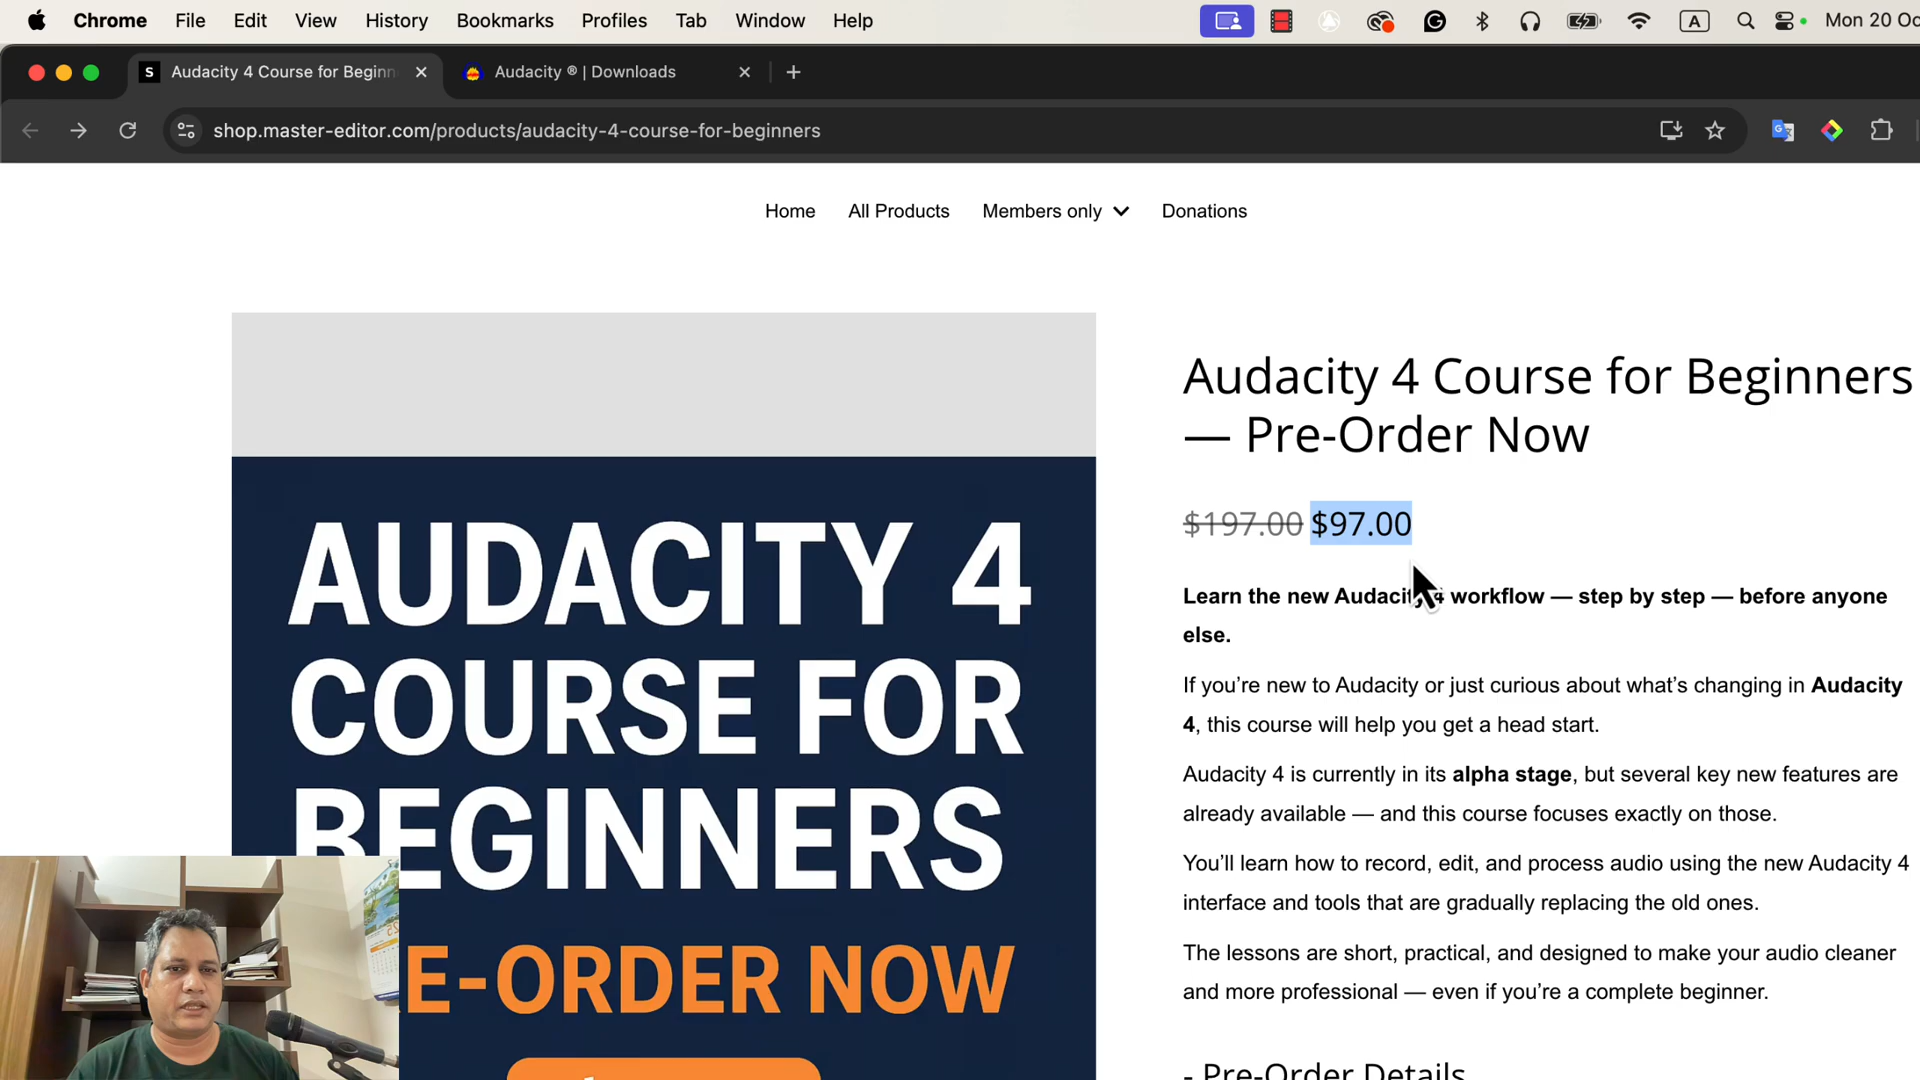 Chrome File Edit View History Bookmarks Profiles Tab Window Help A Mon 20 Oc
S Audacity 4 Course for Beginn Audacity ® | Downloads
shop.master-editor.com/products/audacity-4-course-for-beginners
Home All Products Members only Donations
AUDACITY 4
COURSE FOR
BEGINNERS
E-ORDER NOW
Audacity 4 Course for Beginners
— Pre-Order Now
$197.00 $97.00
Learn the new Audacity 4 workflow — step by step — before anyone
else.
If you’re new to Audacity or just curious about what’s changing in Audacity
4, this course will help you get a head start.
Audacity 4 is currently in its alpha stage, but several key new features are
already available — and this course focuses exactly on those.
You’ll learn how to record, edit, and process audio using the new Audacity 4
interface and tools that are gradually replacing the old ones.
The lessons are short, practical, and designed to make your audio cleaner
and more professional — even if you’re a complete beginner.
- Pre-Order Details